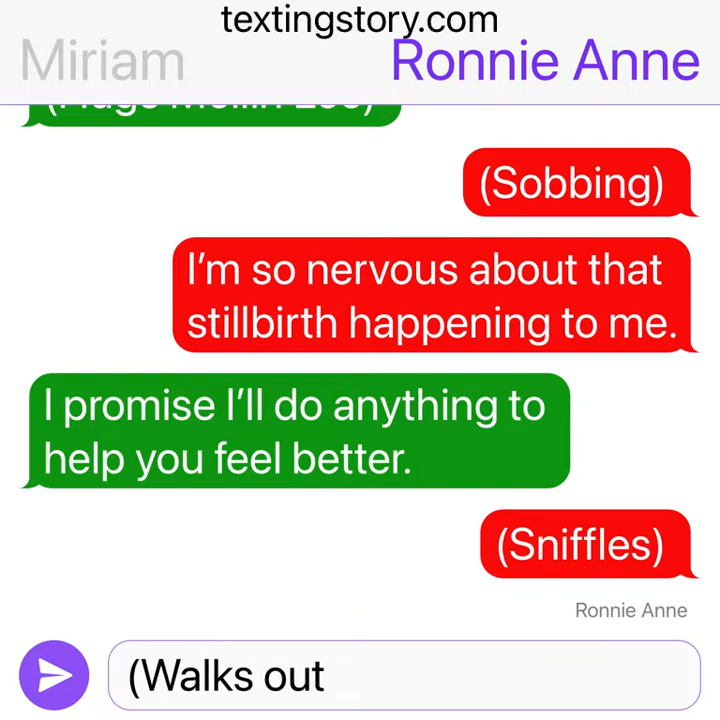 textingstory.com
Miriam
Ronnie Anne
(Sobbing)
I'm so nervous about that
stillbirth happening to me.
I promise I'll do anything to
help you feel better.
(Sniffles)
Ronnie Anne
(Walks out